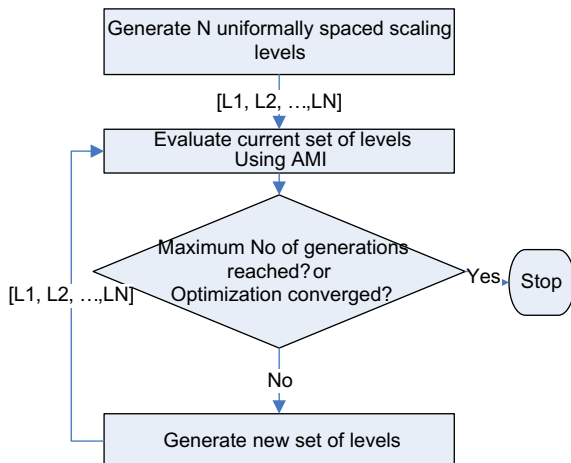 Generate N uniformally spaced scaling
levels
[L1, L2, ...,LN]
Evaluate current set of levels
Using AMI
Maximum No of generations
reached? or
Optimization converged?
Yes
Stop
[L1, L2, ...,LN]
No
Generate new set of levels